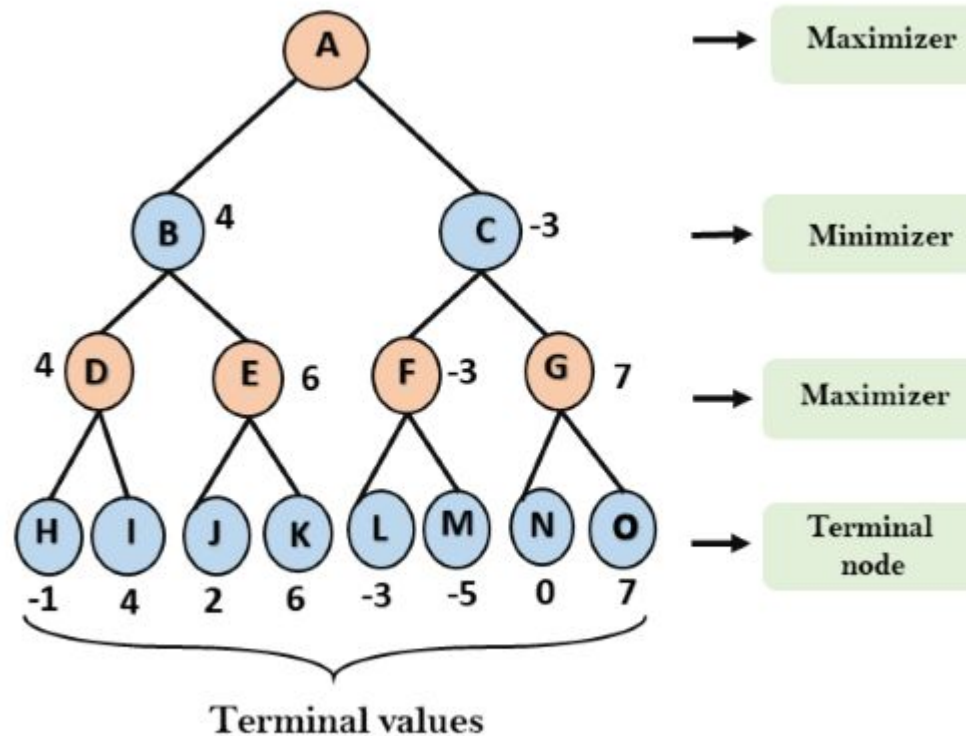 A
Maximizer
B 4
C -3
Minimizer
4 D
E 6
F -3
G 7
Maximizer
H I J K L M N O
Terminal
node
-1 4 2 6 -3 -5 0 7
Terminal values